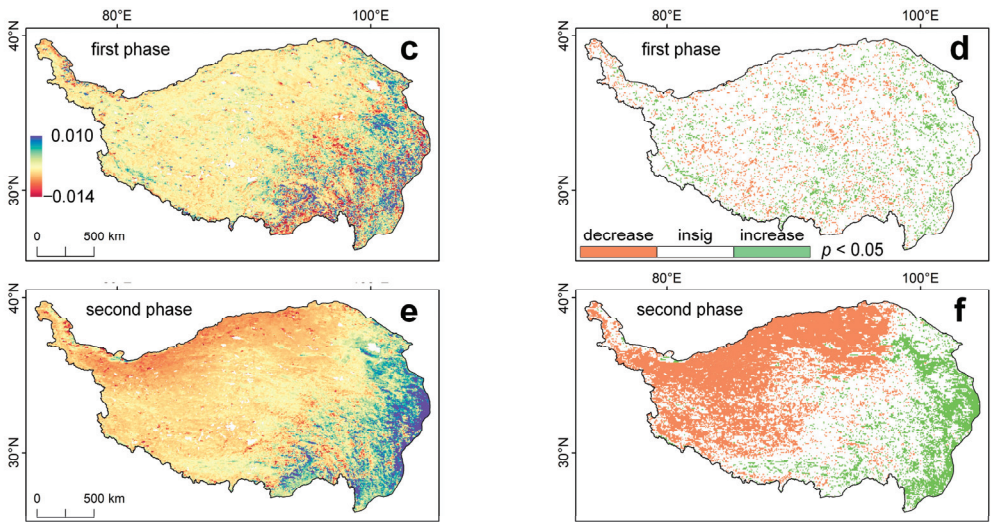 80°E 100°E 80°E 100°E
40°N first phase c 40°N first phase d
0.010
−0.014
30°N 30°N
0 500 km
decrease insig increase p < 0.05
80°E 100°E
40°N second phase e 40°N second phase f
30°N 30°N
0 500 km